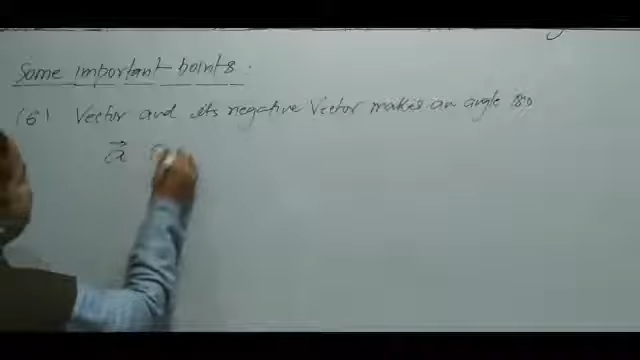 Some important points.
(6) Vector and its negative Vector makes an angle 180
a⃗